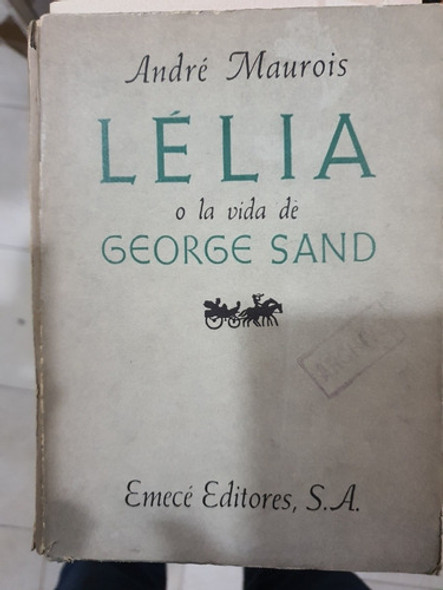 André Maurois
LÉLIA
o la vida de
GEORGE SAND
Emecé Editores, S.A.